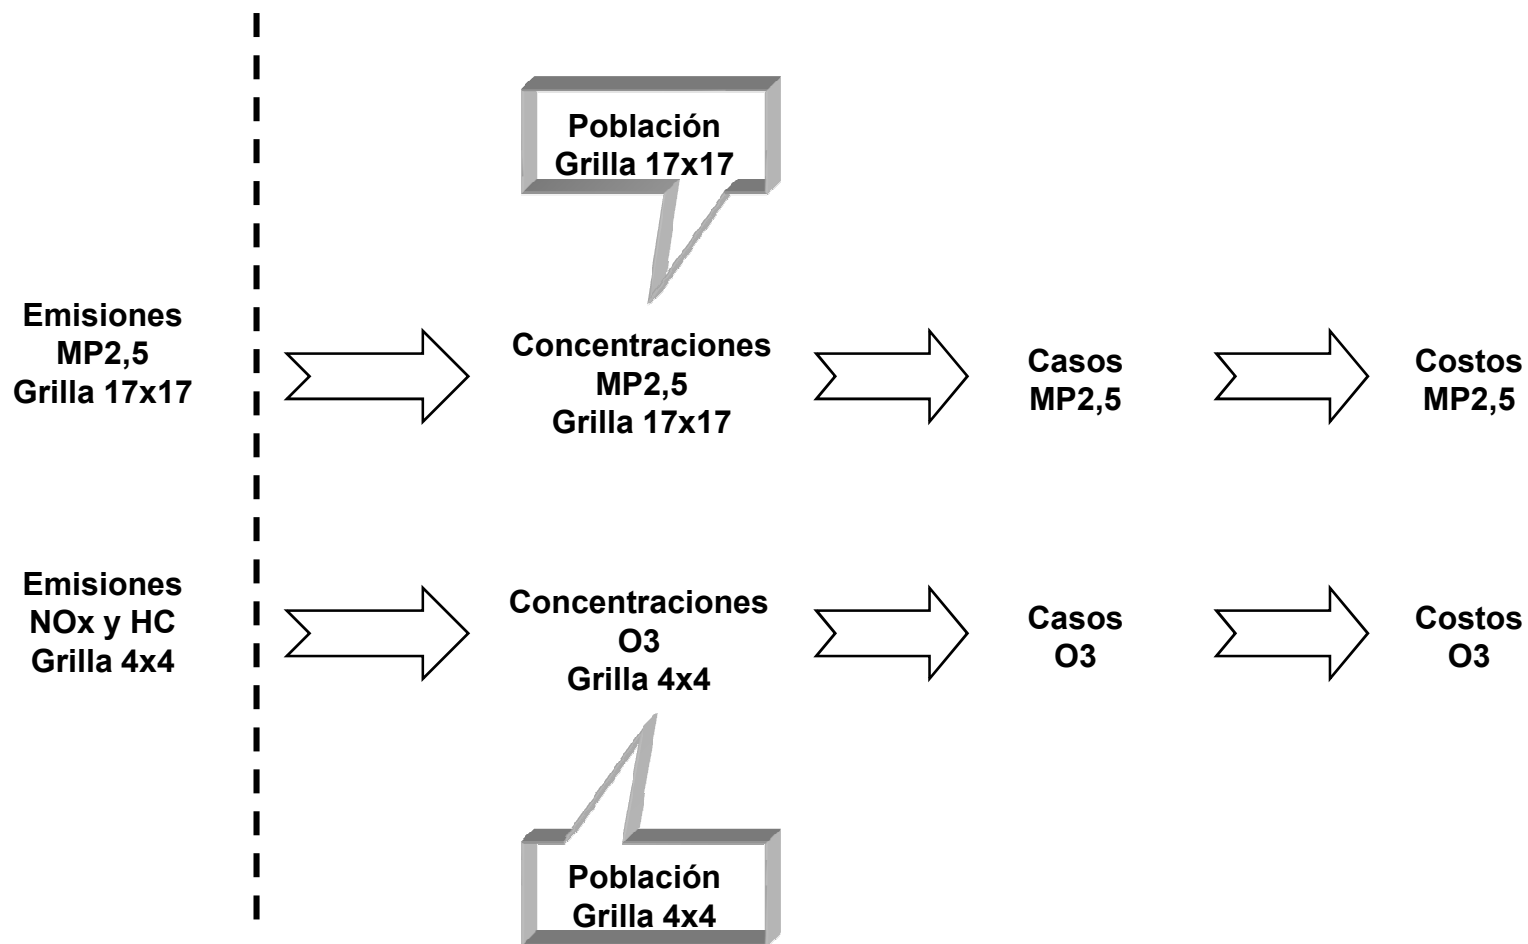 Población
Grilla 17x17
Emisiones
MP2,5
Grilla 17x17
Concentraciones
MP2,5
Grilla 17x17
Casos
MP2,5
Costos
MP2,5
Emisiones
NOx y HC
Grilla 4x4
Concentraciones
O3
Grilla 4x4
Casos
O3
Costos
O3
Población
Grilla 4x4